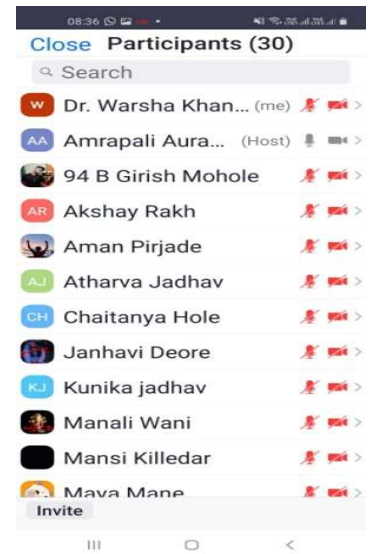 08:36
Close Participants (30)
Search
W Dr. Warsha Khan... (me)
AA Amrapali Aura... (Host)
94 B Girish Mohole
AR Akshay Rakh
Aman Pirjade
AJ Atharva Jadhav
CH Chaitanya Hole
Janhavi Deore
KJ Kunika jadhav
Manali Wani
Mansi Killedar
Maya Mane
Invite